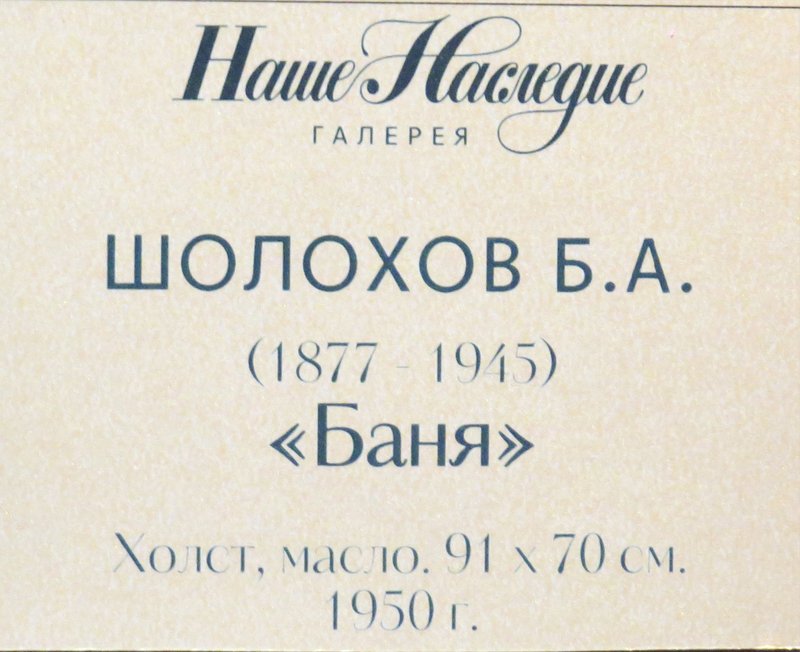 Наше Наследие
ГАЛЕРЕЯ
ШОЛОХОВ Б.А.
(1877 - 1945)
«Баня»
Холст, масло. 91 х 70 см.
1950 г.